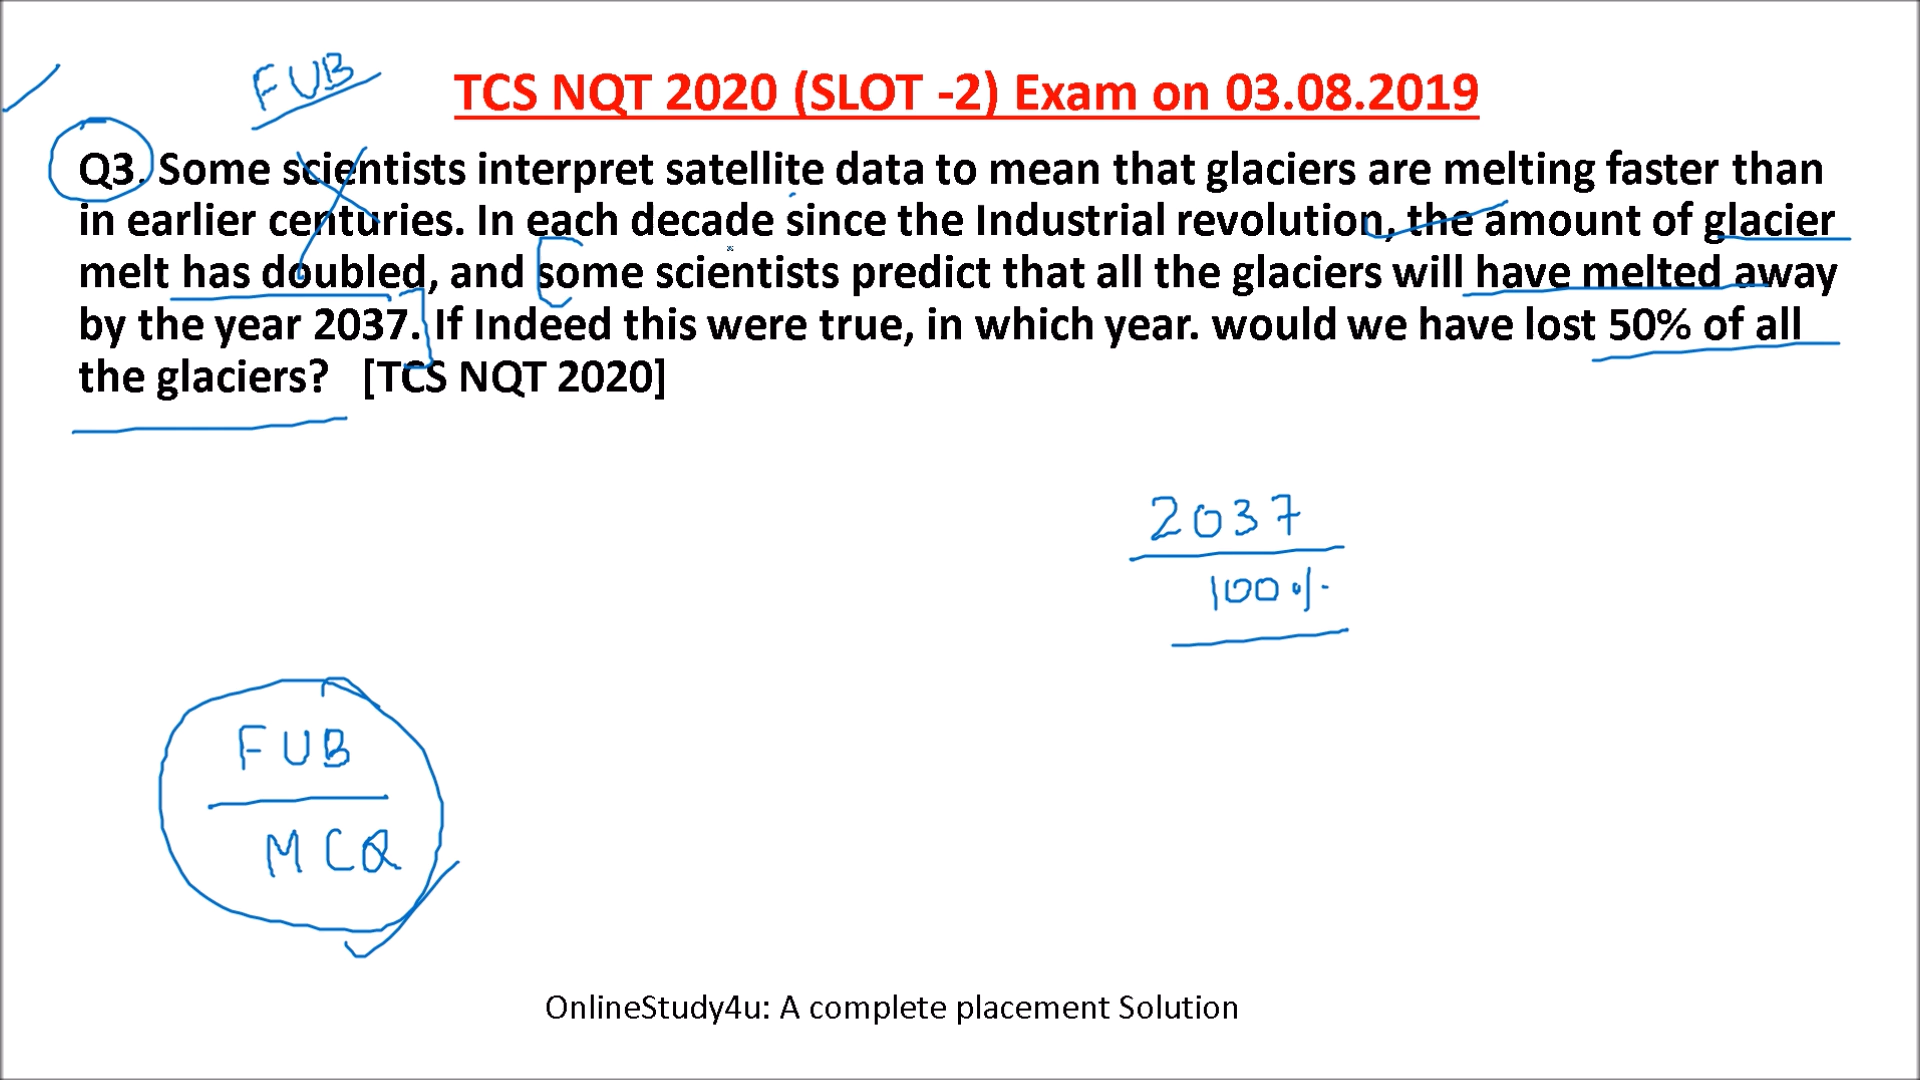 FUB
TCS NQT 2020 (SLOT -2) Exam on 03.08.2019
Q3. Some scientists interpret satellite data to mean that glaciers are melting faster than
in earlier centuries. In each decade since the Industrial revolution, the amount of glacier
melt has doubled, and some scientists predict that all the glaciers will have melted away
by the year 2037. If Indeed this were true, in which year. would we have lost 50% of all
the glaciers? [TCS NQT 2020]
2037
100%
FUB
MCQ
OnlineStudy4u: A complete placement Solution